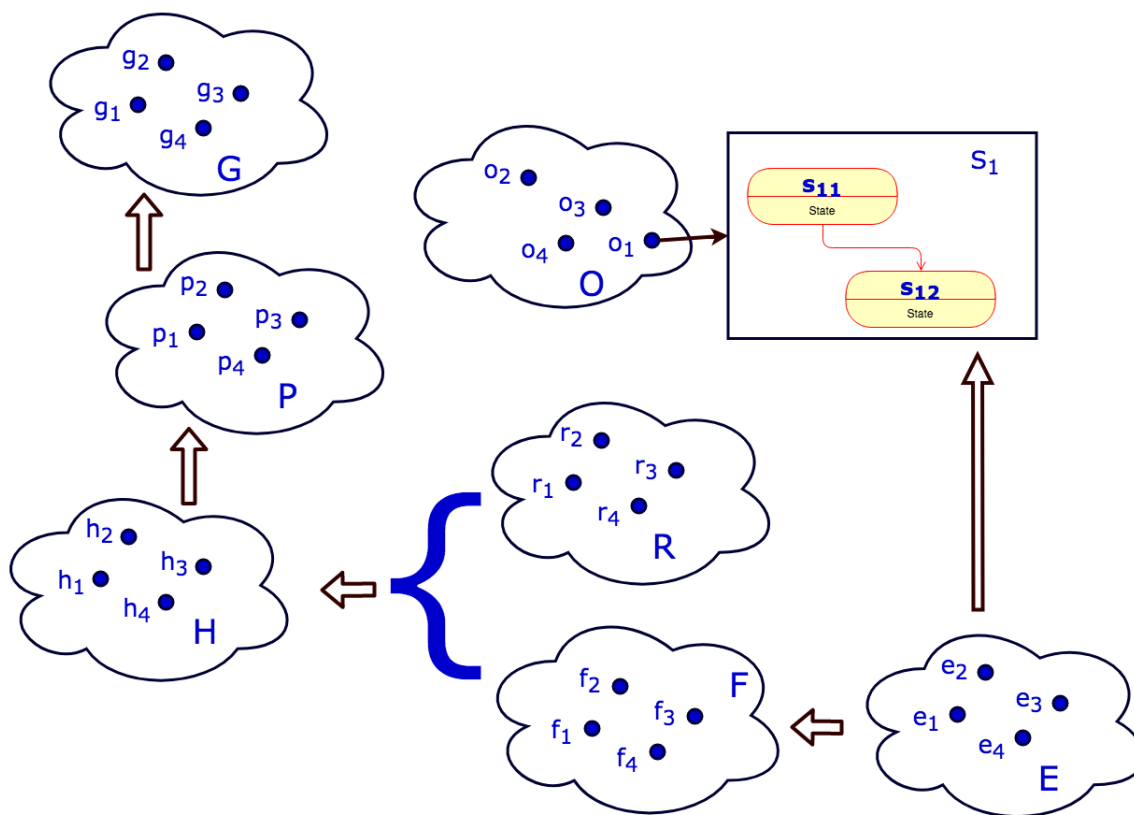 g₂
g₃
g₁
g₄
G
o₂
o₃
o₄
o₁
O
S₁
s₁₁
State
s₁₂
State
p₂
p₃
p₁
p₄
P
r₂
r₃
r₁
r₄
R
h₂
h₃
h₁
h₄
H
f₂
F
f₃
f₁
f₄
e₂
e₃
e₁
e₄
E